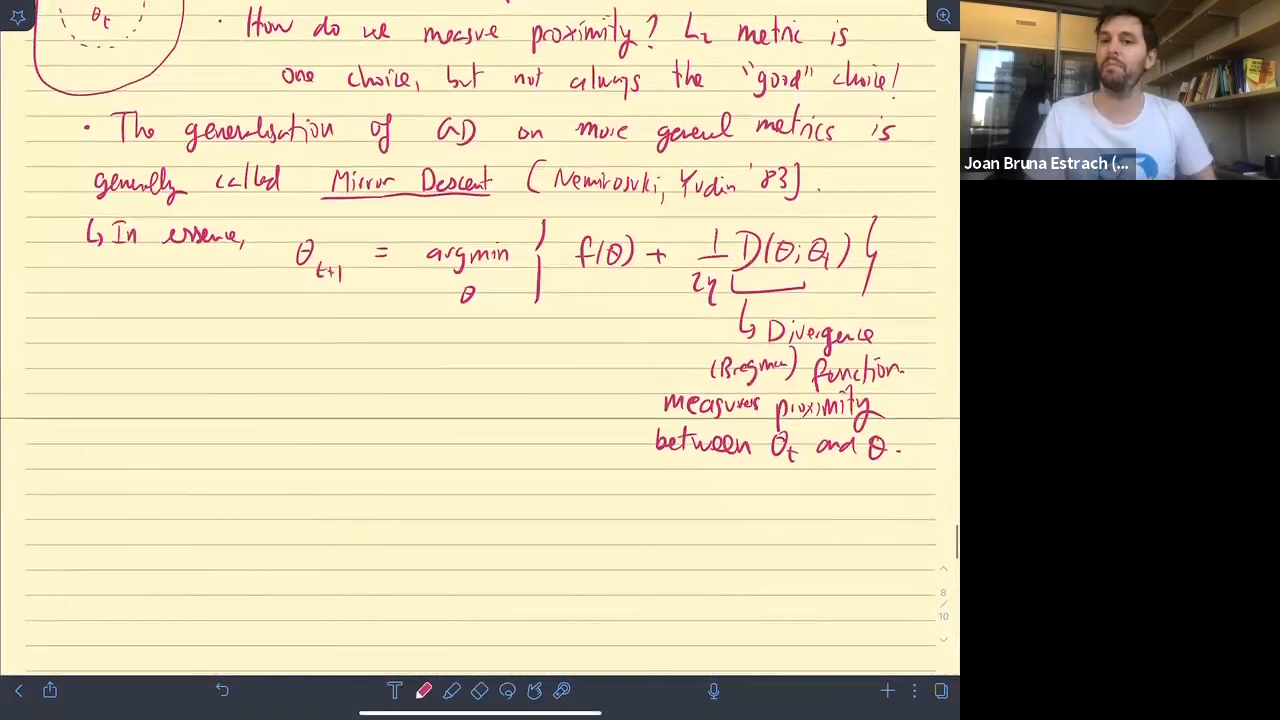 θt
· How do we measure proximity? L2 metric is
one choice, but not always the "good" choice!
· The generalisation of GD on more general metrics is
generally called Mirror Descent [Nemirovski, Yudin '83].
↳ In essence, θt+1 = argmin { f(θ) + 1 D(θ; θt) }
θ 2η
↳ Divergence
(Bregman) function
measures proximity
between θt and θ.
Joan Bruna Estrach (...
8
/
10
T